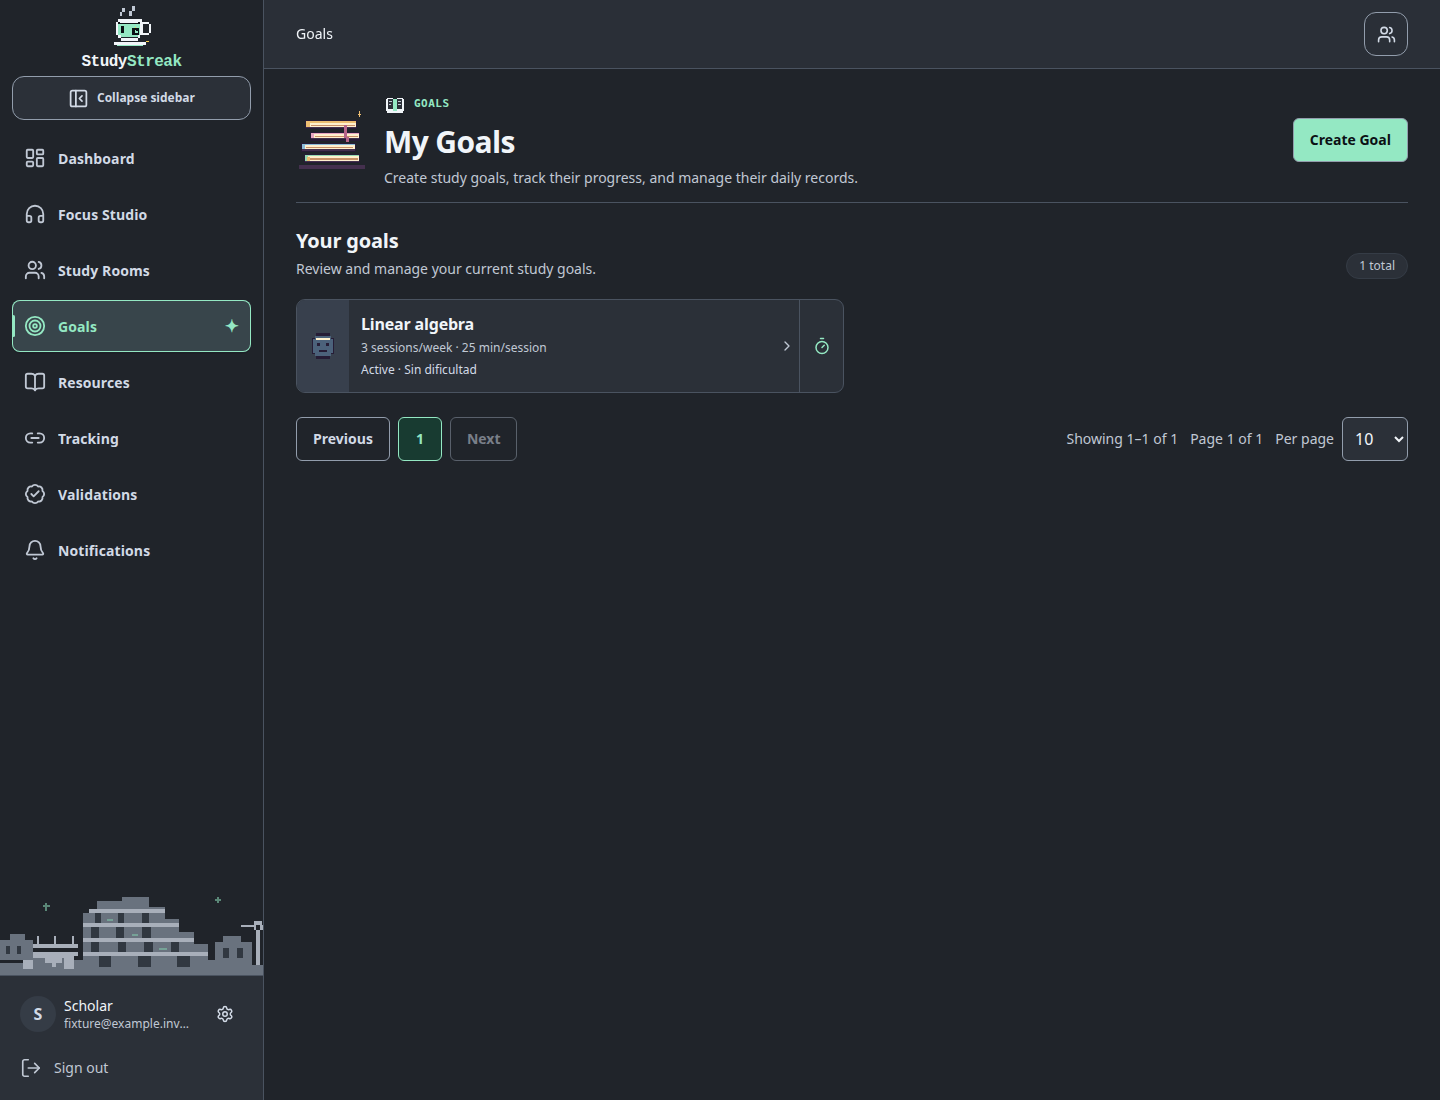 StudyStreak
Collapse sidebar
Dashboard
Focus Studio
Study Rooms
Goals
Resources
Tracking
Validations
Notifications
S
Scholar
fixture@example.inv...
Sign out
Goals
GOALS
My Goals
Create study goals, track their progress, and manage their daily records.
Create Goal
Your goals
Review and manage your current study goals.
1 total
Linear algebra
3 sessions/week · 25 min/session
Active · Sin dificultad
Previous
1
Next
Showing 1–1 of 1
Page 1 of 1
Per page
10